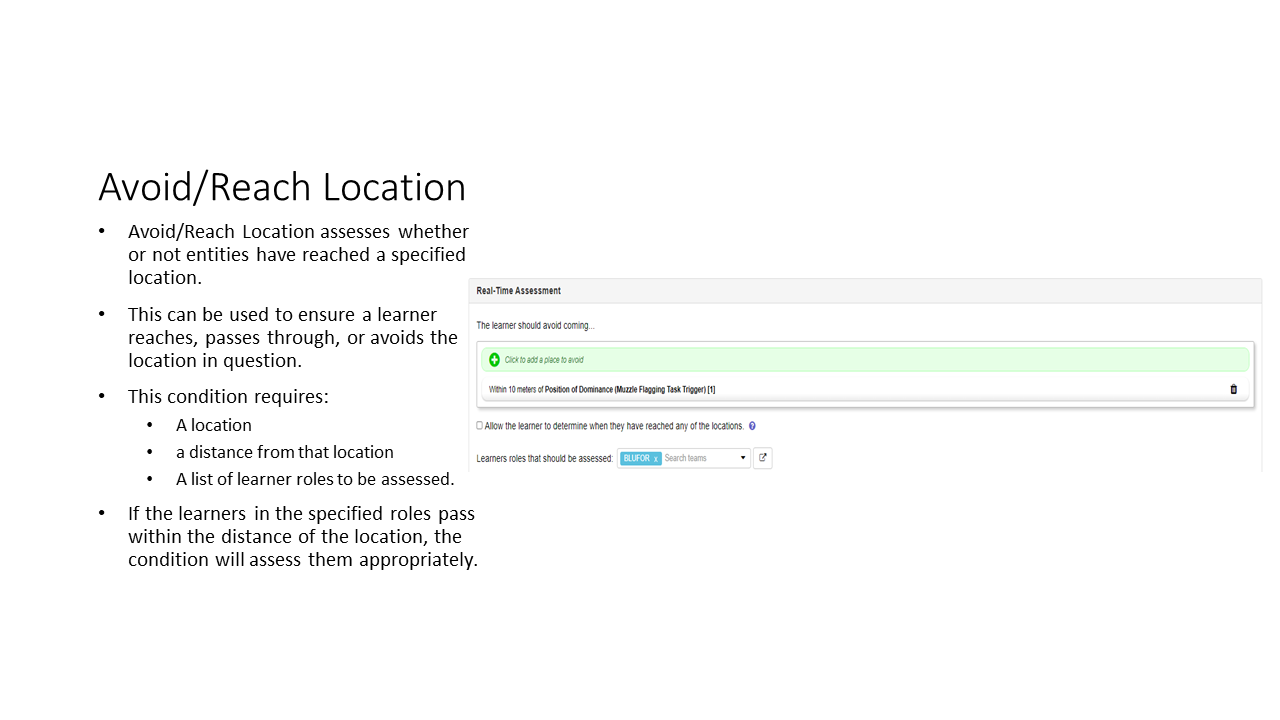 Avoid/Reach Location
• Avoid/Reach Location assesses whether
or not entities have reached a specified
location.
• This can be used to ensure a learner
reaches, passes through, or avoids the
location in question.
• This condition requires:
• A location
• a distance from that location
• A list of learner roles to be assessed.
• If the learners in the specified roles pass
within the distance of the location, the
condition will assess them appropriately.
Real-Time Assessment
The learner should avoid coming...
Click to add a place to avoid
Within 10 meters of Position of Dominance (Muzzle Flagging Task Trigger) [1]
Allow the learner to determine when they have reached any of the locations. ?
Learners roles that should be assessed: BLUFOR x Search teams